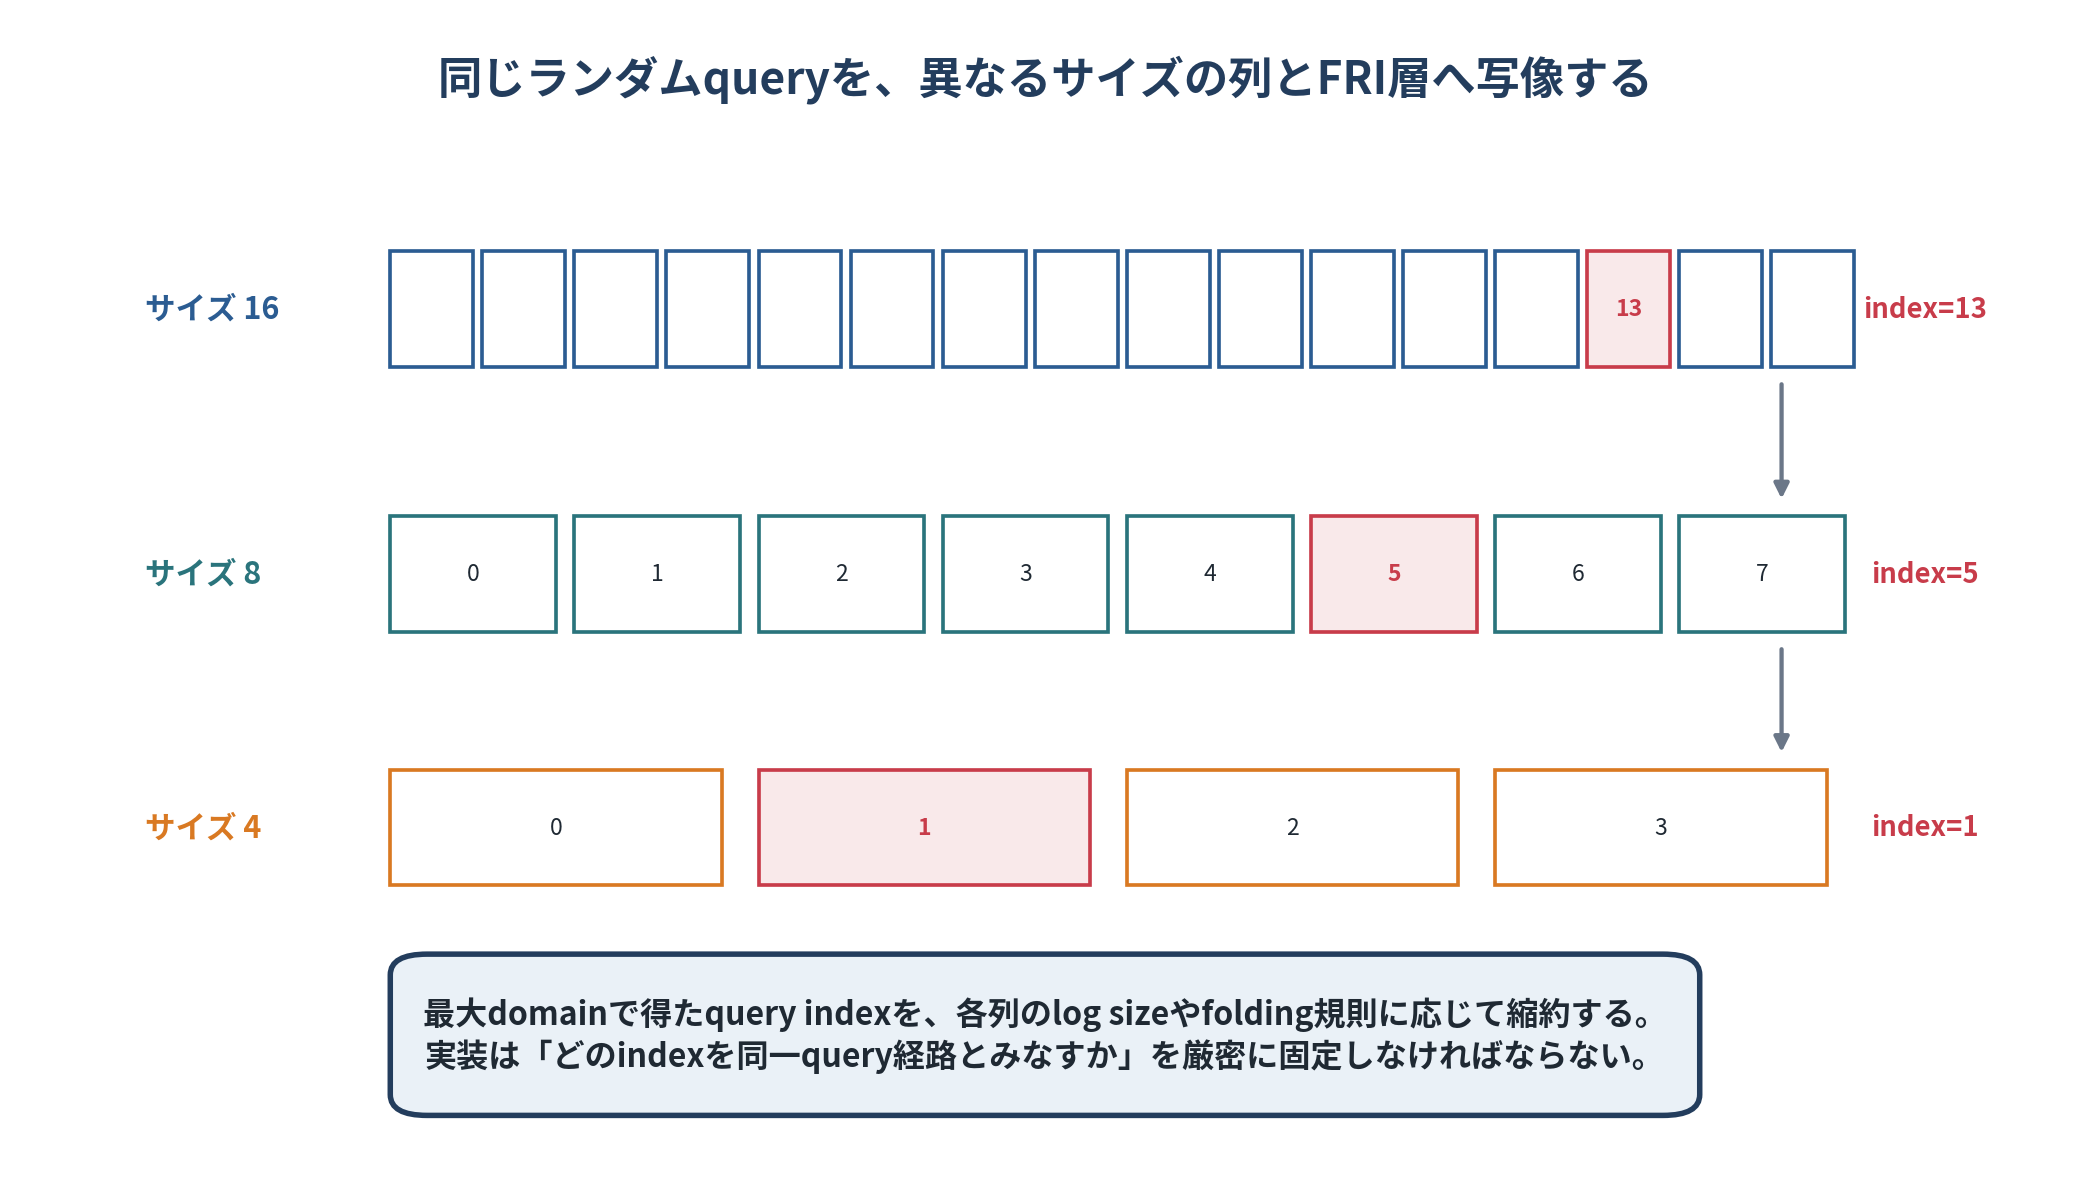 同じランダムqueryを、異なるサイズの列とFRI層へ写像する
サイズ 16
13
index=13
サイズ 8
0
1
2
3
4
5
6
7
index=5
サイズ 4
0
1
2
3
index=1
最大domainで得たquery indexを、各列のlog sizeやfolding規則に応じて縮約する。
実装は「どのindexを同一query経路とみなすか」を厳密に固定しなければならない。